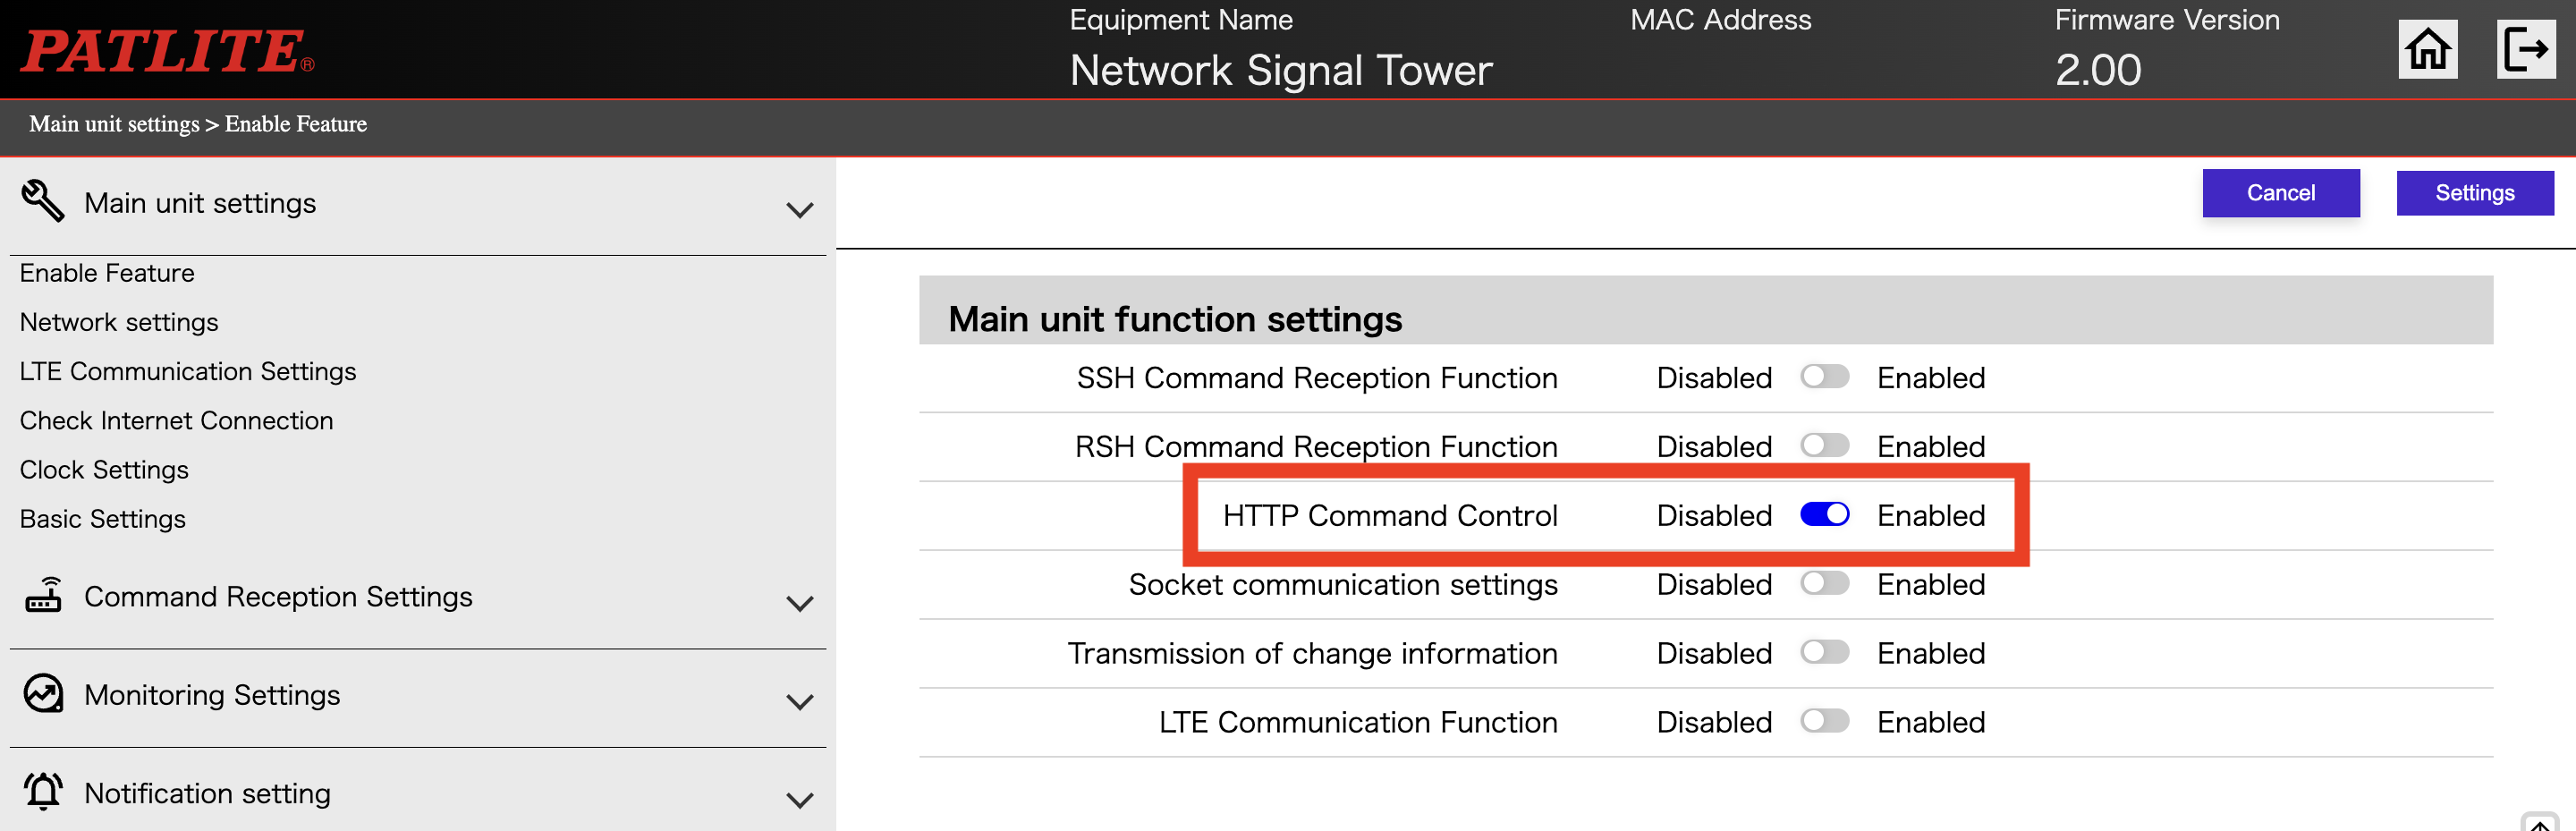 PATLITE®
Equipment Name
Network Signal Tower
MAC Address
Firmware Version
2.00
Main unit settings > Enable Feature
Main unit settings
Enable Feature
Network settings
LTE Communication Settings
Check Internet Connection
Clock Settings
Basic Settings
Command Reception Settings
Monitoring Settings
Notification setting
Cancel
Settings
Main unit function settings
SSH Command Reception Function Disabled Enabled
RSH Command Reception Function Disabled Enabled
HTTP Command Control Disabled Enabled
Socket communication settings Disabled Enabled
Transmission of change information Disabled Enabled
LTE Communication Function Disabled Enabled